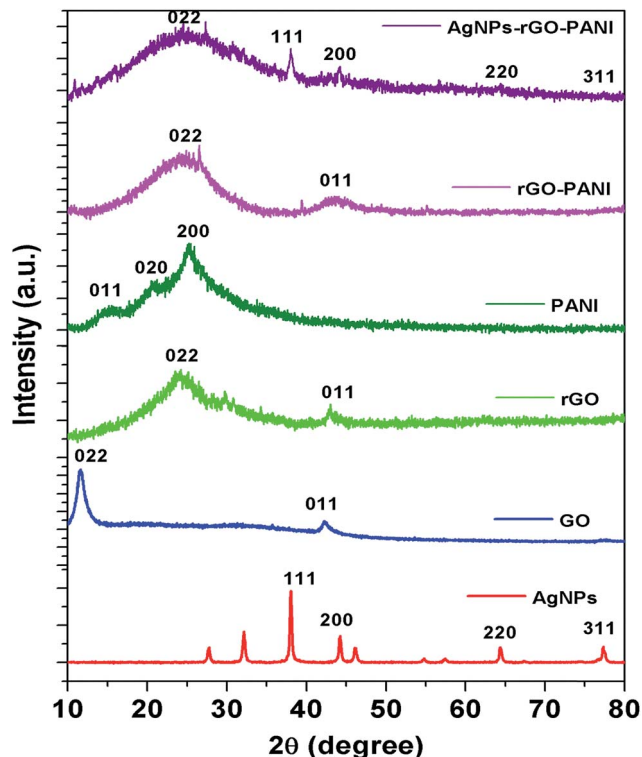 022
AgNPs-rGO-PANI
111
200
220
311
022
rGO-PANI
011
200
020
011
PANI
022
011
rGO
022
011
GO
111
AgNPs
200
220
311
Intensity (a.u.)
10 20 30 40 50 60 70 80
2θ (degree)